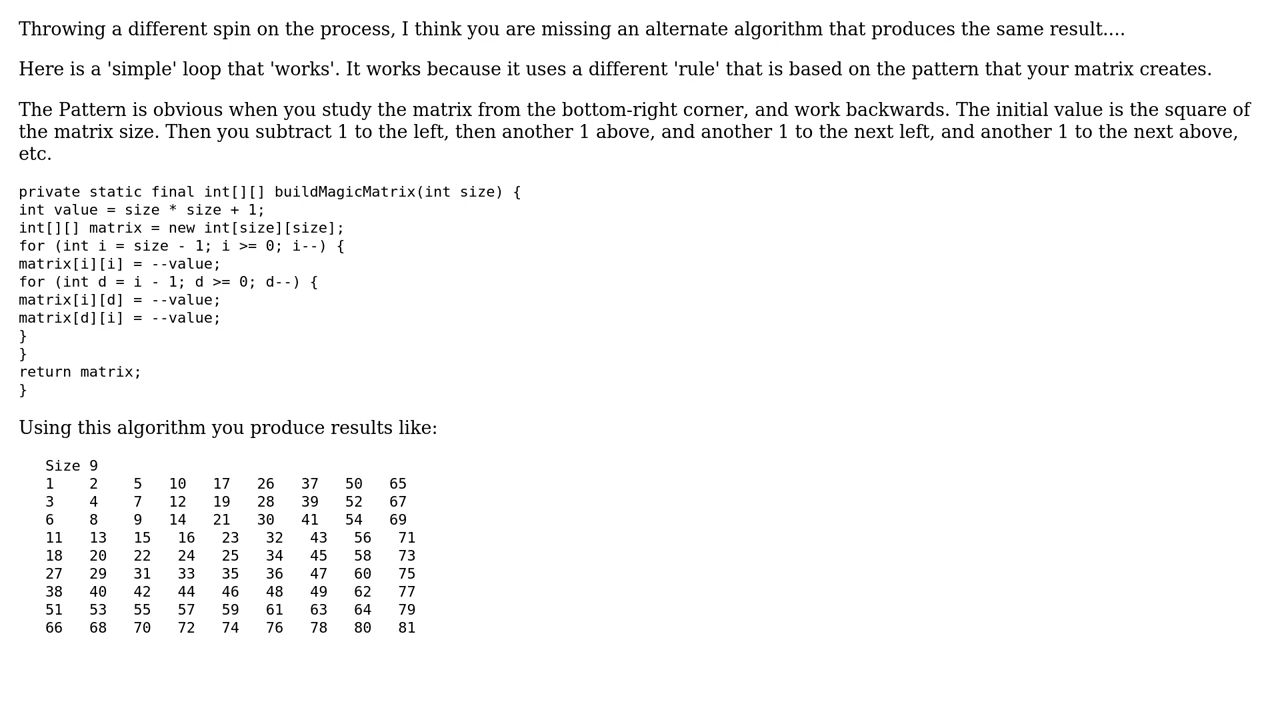 Throwing a different spin on the process, I think you are missing an alternate algorithm that produces the same result....
Here is a 'simple' loop that 'works'. It works because it uses a different 'rule' that is based on the pattern that your matrix creates.
The Pattern is obvious when you study the matrix from the bottom-right corner, and work backwards. The initial value is the square of
the matrix size. Then you subtract 1 to the left, then another 1 above, and another 1 to the next left, and another 1 to the next above,
etc.
private static final int[][] buildMagicMatrix(int size) {
int value = size * size + 1;
int[][] matrix = new int[size][size];
for (int i = size - 1; i >= 0; i--) {
matrix[i][i] = --value;
for (int d = i - 1; d >= 0; d--) {
matrix[i][d] = --value;
matrix[d][i] = --value;
}
}
return matrix;
}
Using this algorithm you produce results like:
Size 9
1    2    5   10   17   26   37   50   65
3    4    7   12   19   28   39   52   67
6    8    9   14   21   30   41   54   69
11   13   15   16   23   32   43   56   71
18   20   22   24   25   34   45   58   73
27   29   31   33   35   36   47   60   75
38   40   42   44   46   48   49   62   77
51   53   55   57   59   61   63   64   79
66   68   70   72   74   76   78   80   81